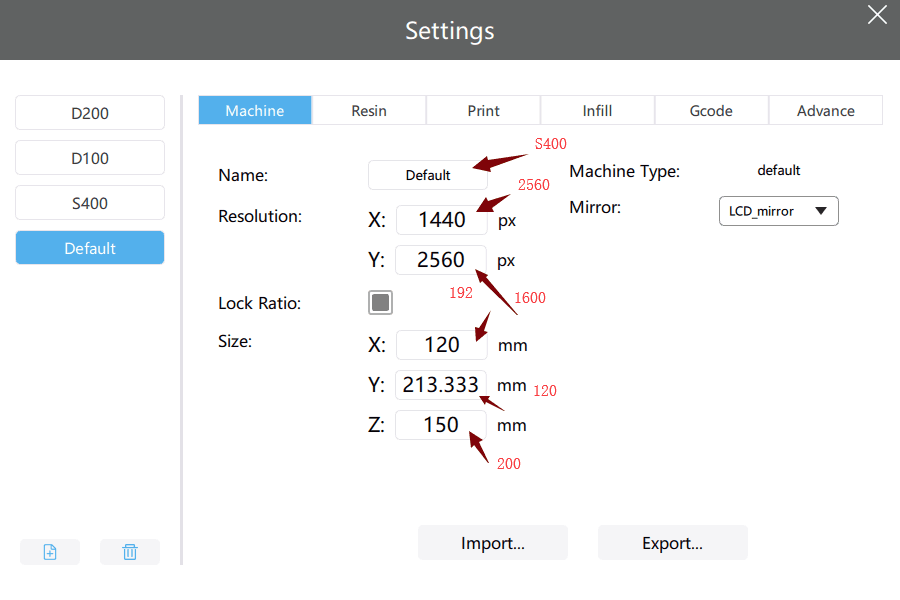 Settings
D200
D100
S400
Default
Machine Resin Print Infill Gcode Advance
S400
Name: Default
Machine Type: default
2560
Resolution: X: 1440 px
Mirror: LCD_mirror
Y: 2560 px
192 1600
Lock Ratio:
Size: X: 120 mm
Y: 213.333 mm 120
Z: 150 mm
200
Import... Export...